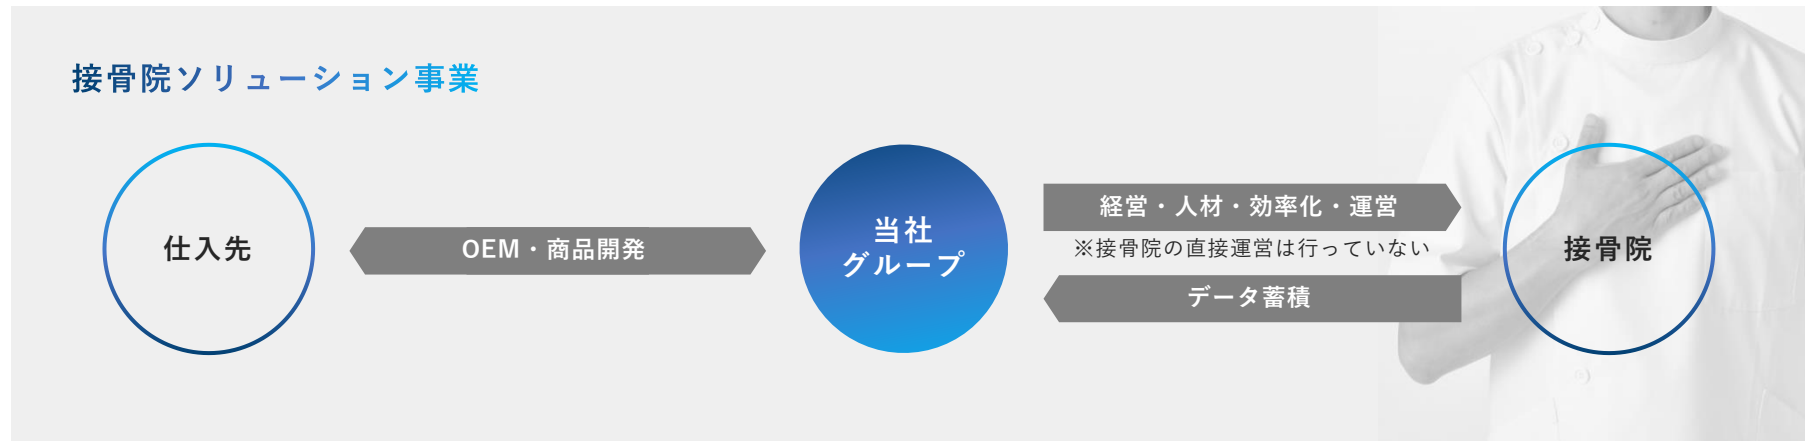 接骨院ソリューション事業
仕入先
OEM・商品開発
当社
グループ
経営・人材・効率化・運営
※接骨院の直接運営は行っていない
データ蓄積
接骨院